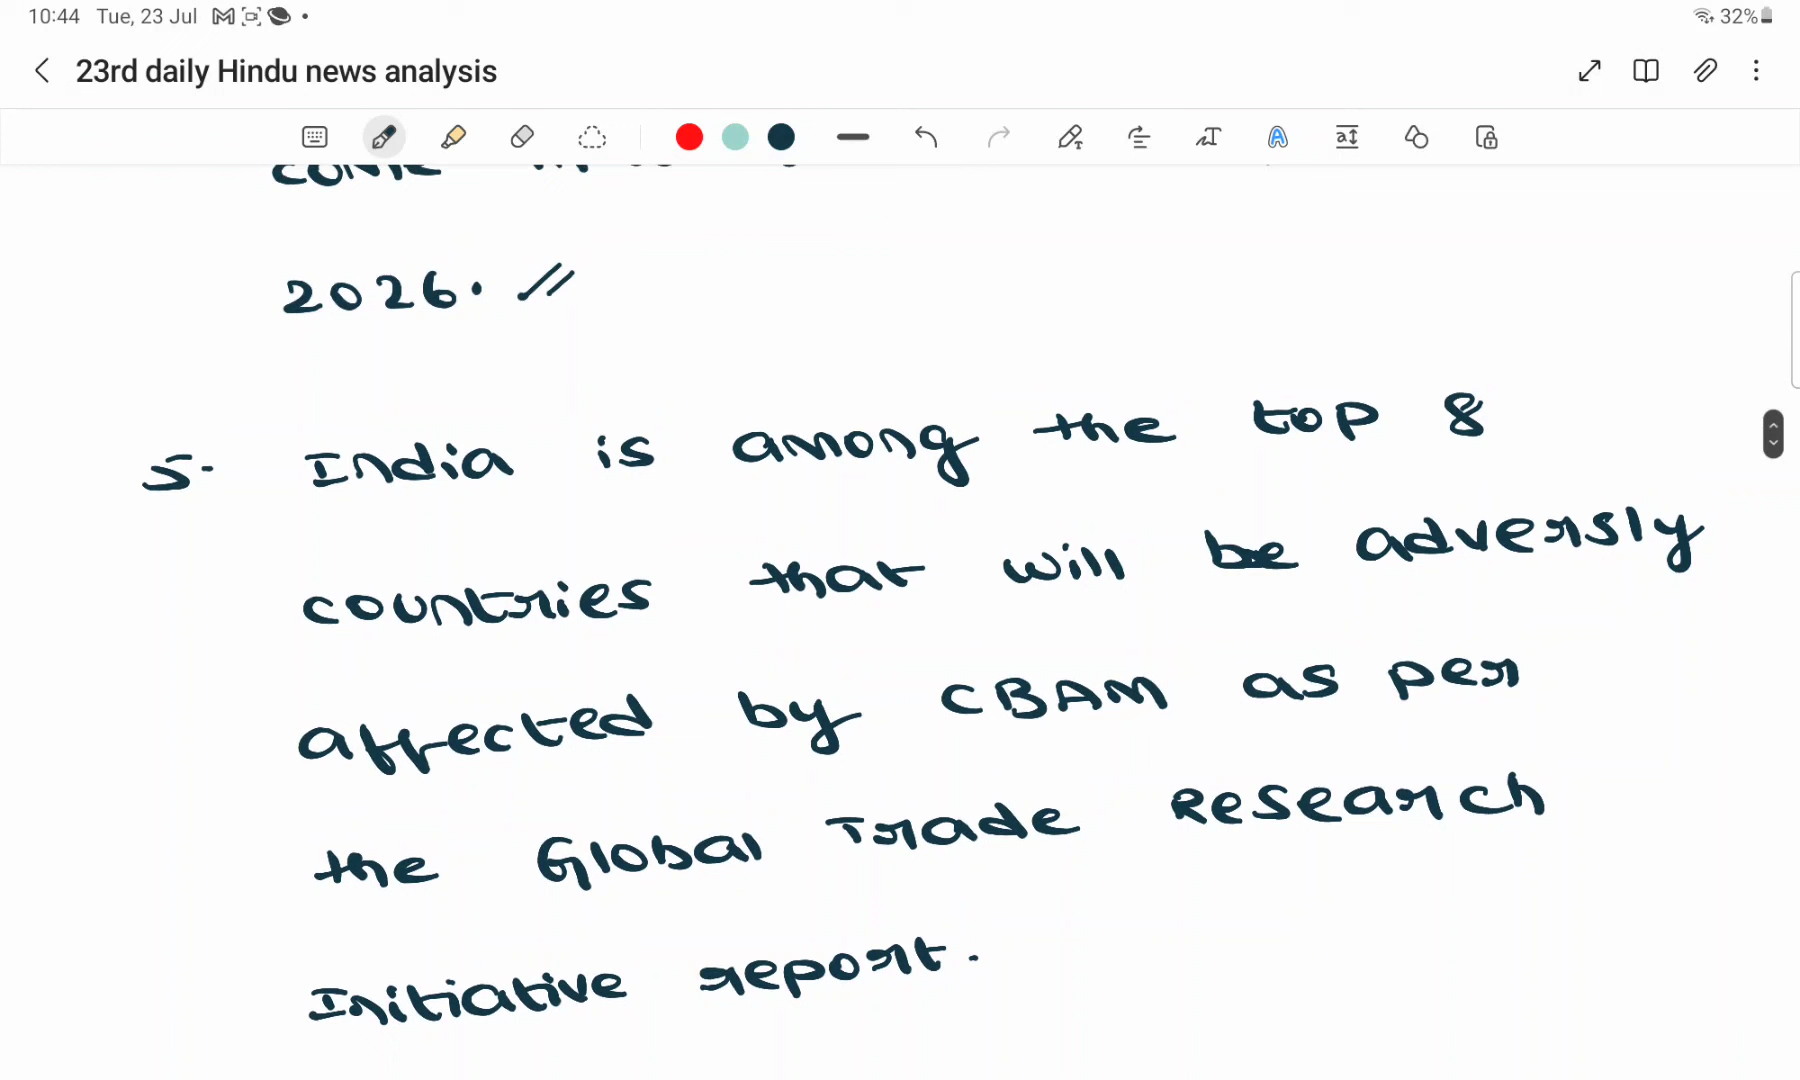 10:44 Tue, 23 Jul 32%
23rd daily Hindu news analysis
come
2026. //
5. India is among the top 8
countries that will be adversly
affected by CBAM as per
the Global Trade Research
Initiative report.